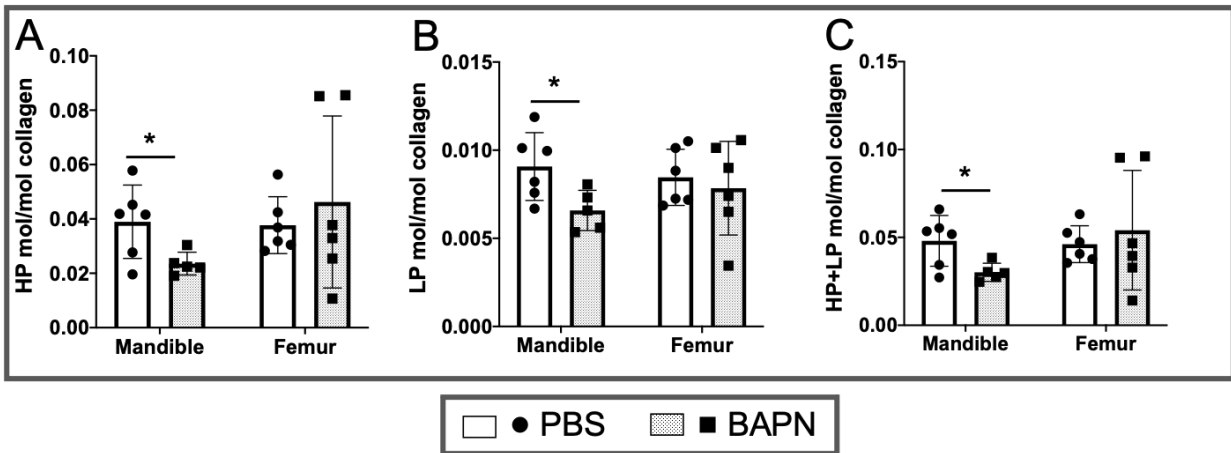 A
HP mol/mol collagen
0.10
0.08
0.06
0.04
0.02
0.00
*
Mandible Femur
B
LP mol/mol collagen
0.015
0.010
0.005
0.000
*
Mandible Femur
C
HP+LP mol/mol collagen
0.15
0.10
0.05
0.00
*
Mandible Femur
PBS BAPN